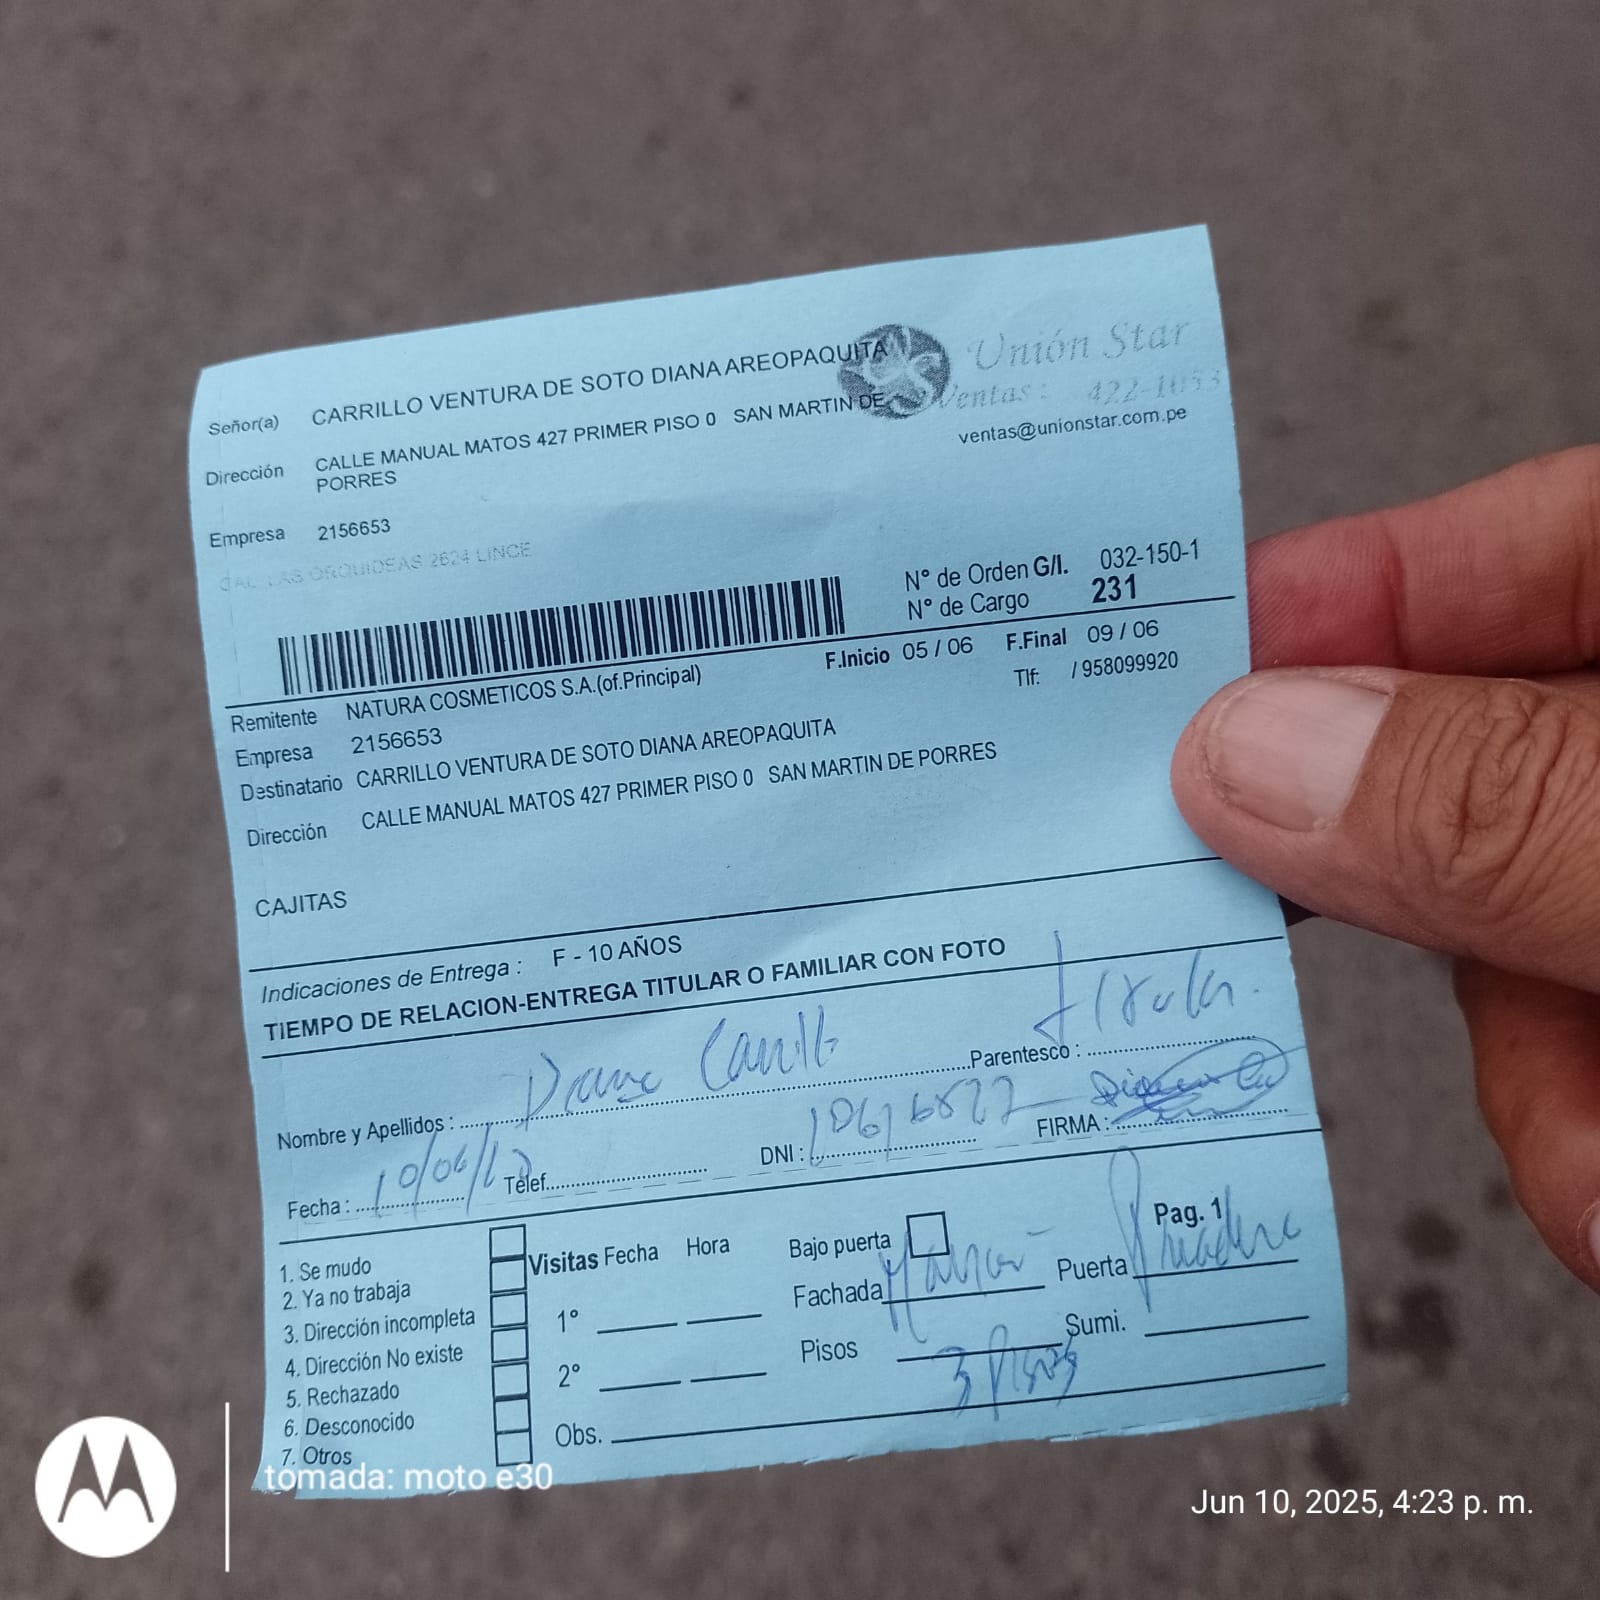 Unión Star
Ventas: 422-1053
ventas@unionstar.com.pe
Señor(a) CARRILLO VENTURA DE SOTO DIANA AREOPAQUITA
Dirección CALLE MANUAL MATOS 427 PRIMER PISO 0 SAN MARTIN DE
PORRES
Empresa 2156653
CAL. LAS ORQUIDEAS 2624 LINCE
N° de Orden G/I. 032-150-1
N° de Cargo 231
F.Inicio 05 / 06 F.Final 09 / 06
Remitente NATURA COSMETICOS S.A.(of.Principal) Tlf: / 958099920
Empresa 2156653
Destinatario CARRILLO VENTURA DE SOTO DIANA AREOPAQUITA
Dirección CALLE MANUAL MATOS 427 PRIMER PISO 0 SAN MARTIN DE PORRES
CAJITAS
Indicaciones de Entrega : F - 10 AÑOS
TIEMPO DE RELACION-ENTREGA TITULAR O FAMILIAR CON FOTO
Nombre y Apellidos : Diana Carillo Parentesco : Titular.
Fecha : 10/06/ Telef. DNI : FIRMA :
Pag. 1
1. Se mudo
2. Ya no trabaja
3. Dirección incompleta
4. Dirección No existe
5. Rechazado
6. Desconocido
7. Otros
Visitas Fecha Hora
1°
2°
Obs.
Bajo puerta
Fachada Puerta
Pisos 3 Pisos Sumi.
tomada: moto e30
Jun 10, 2025, 4:23 p. m.